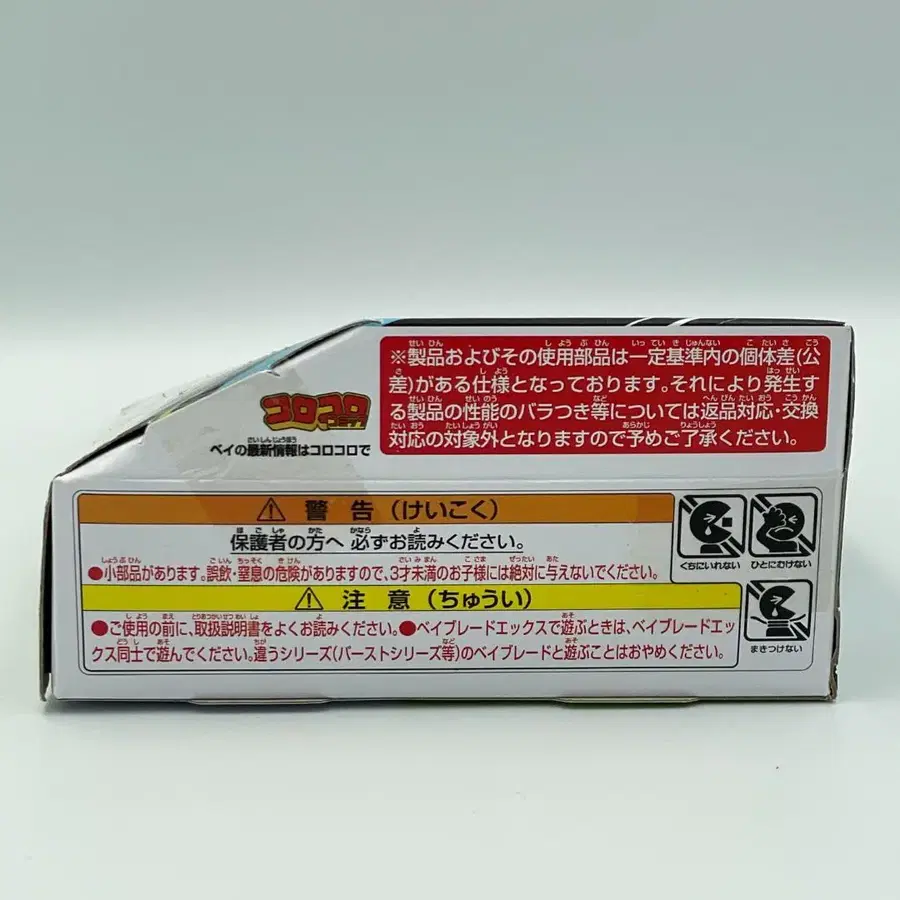 ※製品およびその使用部品は一定基準内の個体差(公
差)がある仕様となっております。それにより発生す
る製品の性能のバラつき等については返品対応・交換
対応の対象外となりますので予めご了承ください。
コロコロ
コミック
ベイの最新情報はコロコロで
⚠ 警告(けいこく)
保護者の方へ 必ずお読みください。
●小部品があります。誤飲・窒息の危険がありますので、3才未満のお子様には絶対に与えないでください。
⚠ 注意(ちゅうい)
●ご使用の前に、取扱説明書をよくお読みください。●ベイブレードエックスで遊ぶときは、ベイブレードエッ
クス同士で遊んでください。違うシリーズ(バーストシリーズ等)のベイブレードと遊ぶことはおやめください。
くちにいれない
ひとにむけない
まきつけない